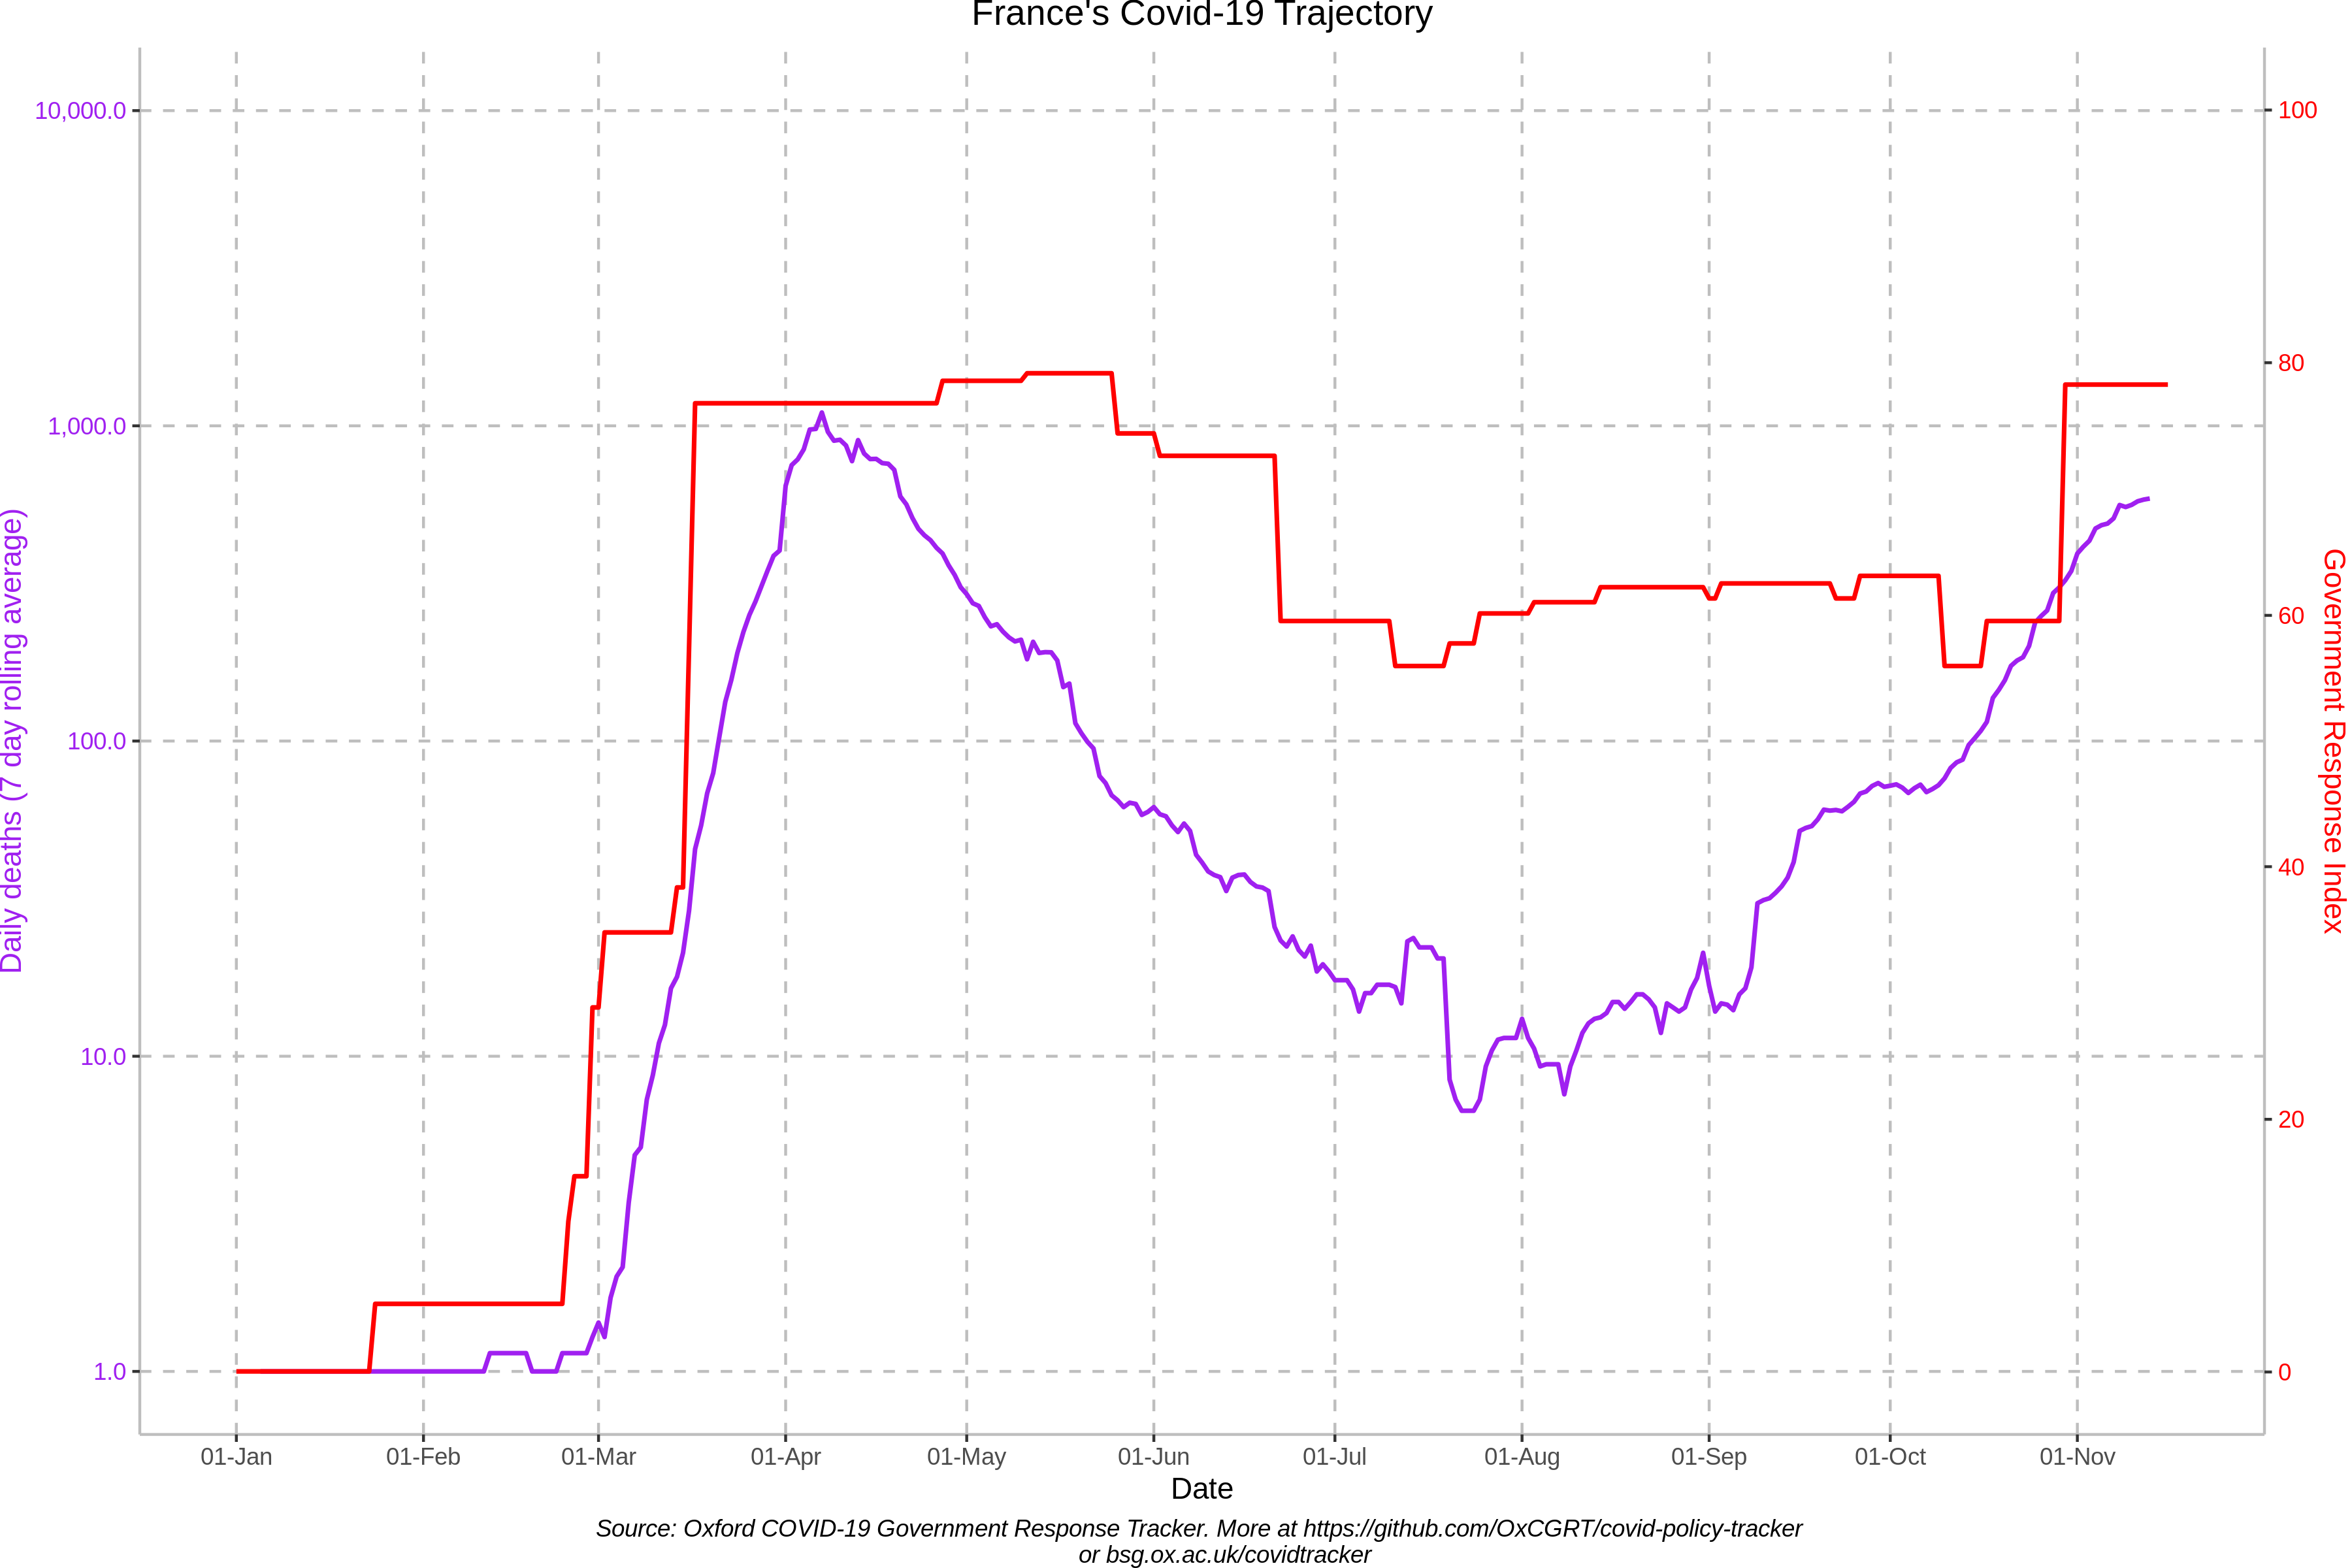 France's Covid-19 Trajectory
10,000.0
1,000.0
100.0
10.0
1.0
Daily deaths (7 day rolling average)
100
80
60
40
20
0
Government Response Index
01-Jan 01-Feb 01-Mar 01-Apr 01-May 01-Jun 01-Jul 01-Aug 01-Sep 01-Oct 01-Nov
Date
Source: Oxford COVID-19 Government Response Tracker. More at https://github.com/OxCGRT/covid-policy-tracker
or bsg.ox.ac.uk/covidtracker